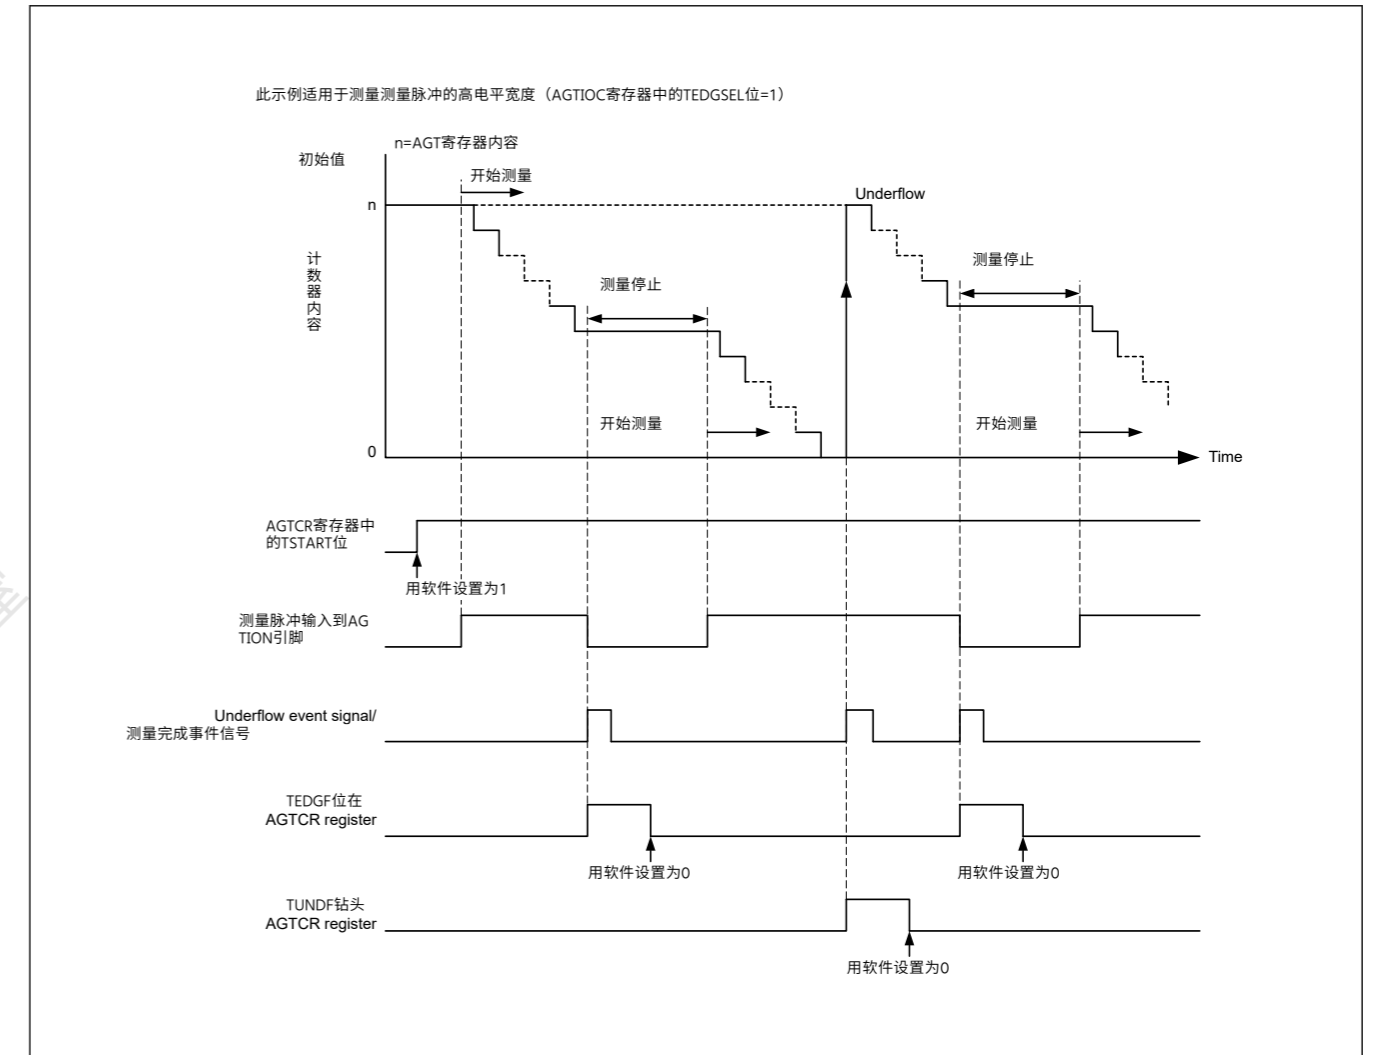 此示例适用于测量测量脉冲的高电平宽度（AGTIOC寄存器中的TEDGSEL位=1）
n=AGT寄存器内容
初始值
开始测量
n
Underflow
计数器内容
测量停止
测量停止
开始测量
开始测量
0
Time
AGTCR寄存器中
的TSTART位
用软件设置为1
测量脉冲输入到AG
TION引脚
Underflow event signal/
测量完成事件信号
TEDGF位在
AGTCR register
用软件设置为0
用软件设置为0
TUNDF钻头
AGTCR register
用软件设置为0